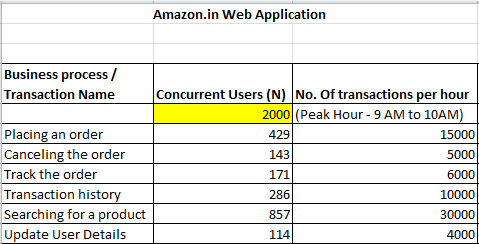 Amazon.in Web Application
Business process /
Transaction Name Concurrent Users (N) No. Of transactions per hour
2000 (Peak Hour - 9 AM to 10AM)
Placing an order 429 15000
Canceling the order 143 5000
Track the order 171 6000
Transaction history 286 10000
Searching for a product 857 30000
Update User Details 114 4000